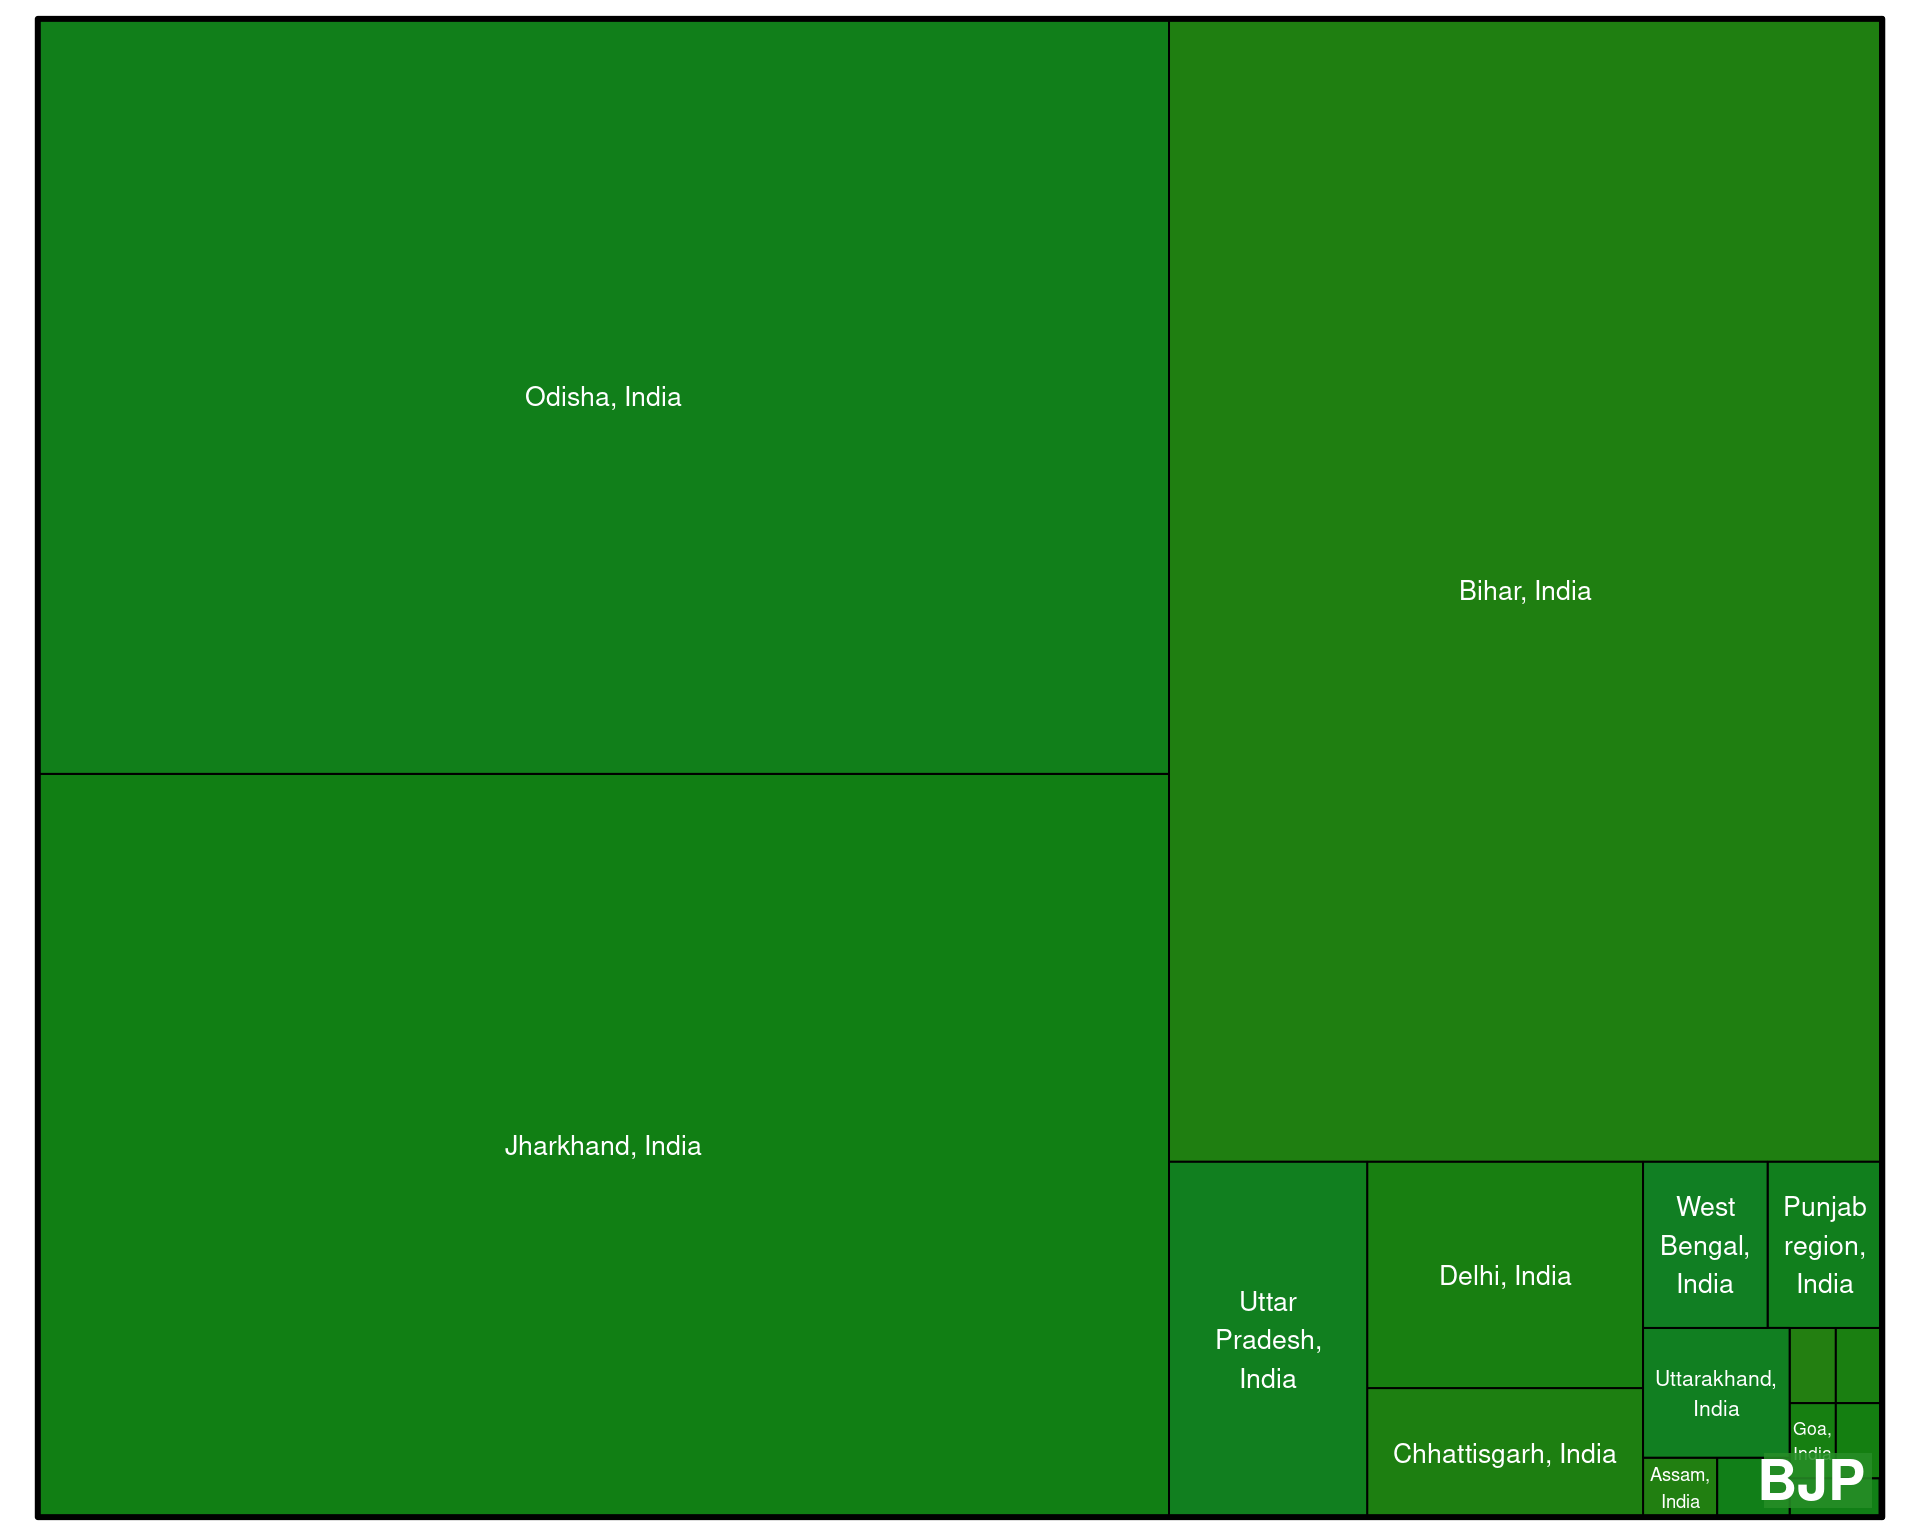 Odisha, India
Bihar, India
Jharkhand, India
Uttar
Pradesh,
India
Delhi, India
Chhattisgarh, India
West
Bengal,
India
Punjab
region,
India
Uttarakhand,
India
Goa,
India
Assam,
India
BJP